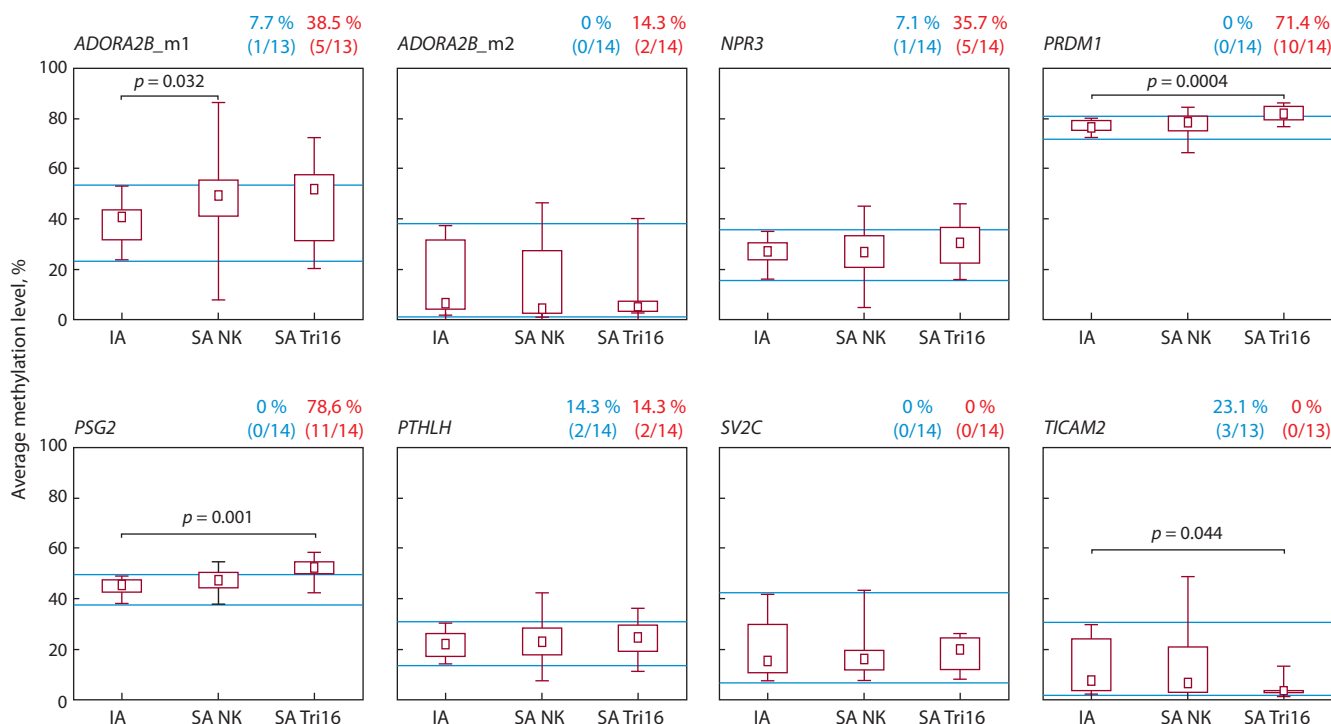 7.7 % 38.5 %
ADORA2B_m1 (1/13) (5/13)
0 % 14.3 %
ADORA2B_m2 (0/14) (2/14)
7.1 % 35.7 %
NPR3 (1/14) (5/14)
0 % 71.4 %
PRDM1 (0/14) (10/14)
Average methylation level, %
100
80
60
40
20
0
p = 0.032
IA SA NK SA Tri16
IA SA NK SA Tri16
IA SA NK SA Tri16
p = 0.0004
IA SA NK SA Tri16
0 % 78,6 %
PSG2 (0/14) (11/14)
14.3 % 14.3 %
PTHLH (2/14) (2/14)
0 % 0 %
SV2C (0/14) (0/14)
23.1 % 0 %
TICAM2 (3/13) (0/13)
100
80
60
40
20
0
p = 0.001
IA SA NK SA Tri16
IA SA NK SA Tri16
IA SA NK SA Tri16
p = 0.044
IA SA NK SA Tri16